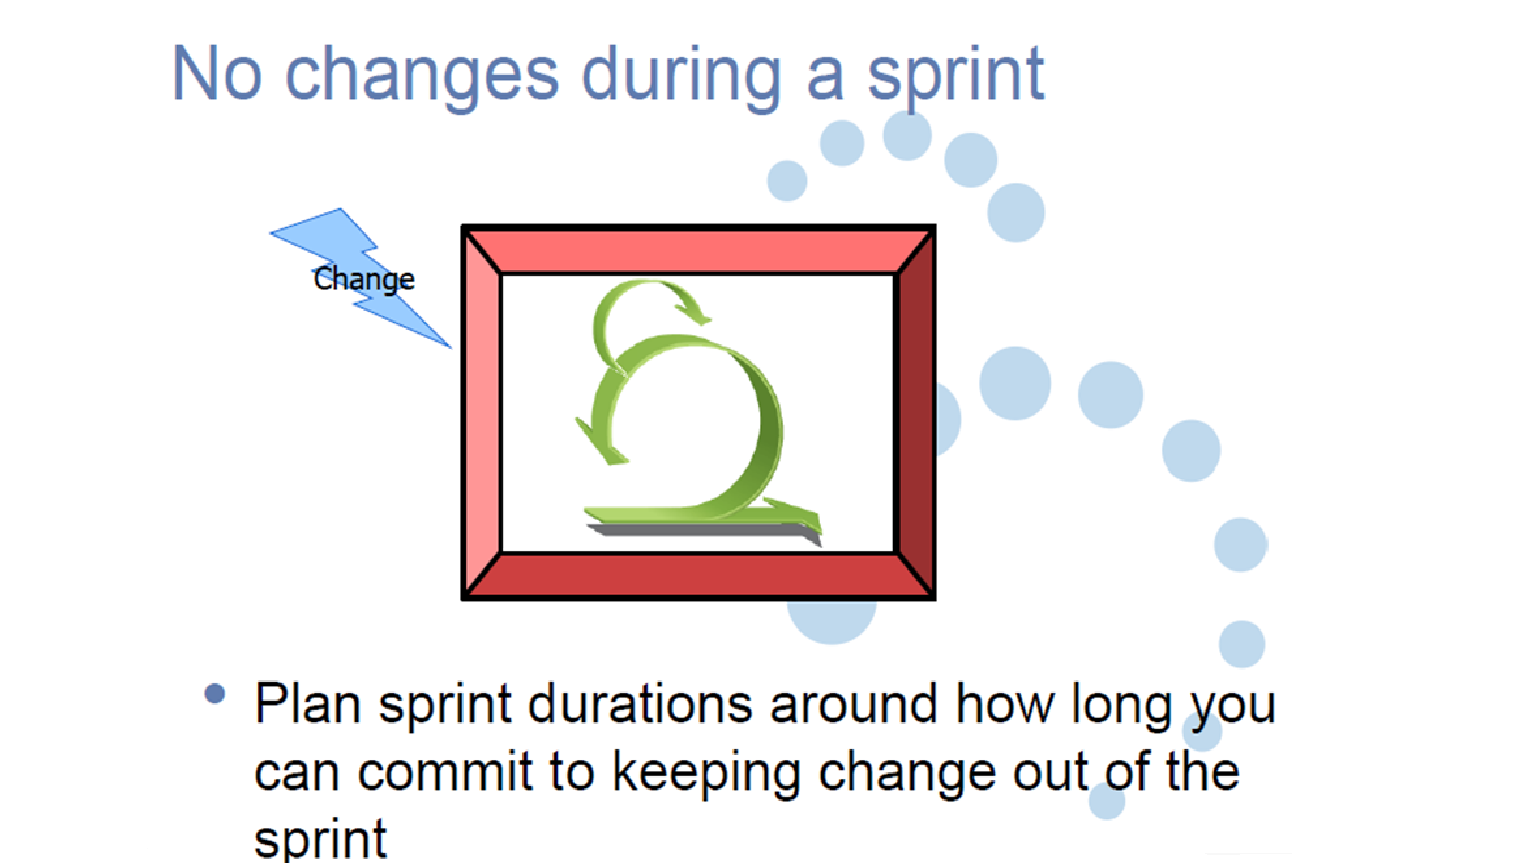 No changes during a sprint
Change
• Plan sprint durations around how long you
can commit to keeping change out of the
sprint